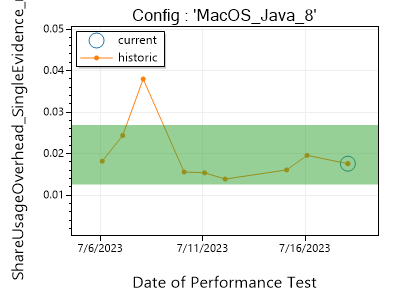 Config : 'MacOS_Java_8'
ShareUsageOverhead_SingleEvidence_
0.05
0.04
0.03
0.02
0.01
current
historic
7/6/2023
7/11/2023
7/16/2023
Date of Performance Test